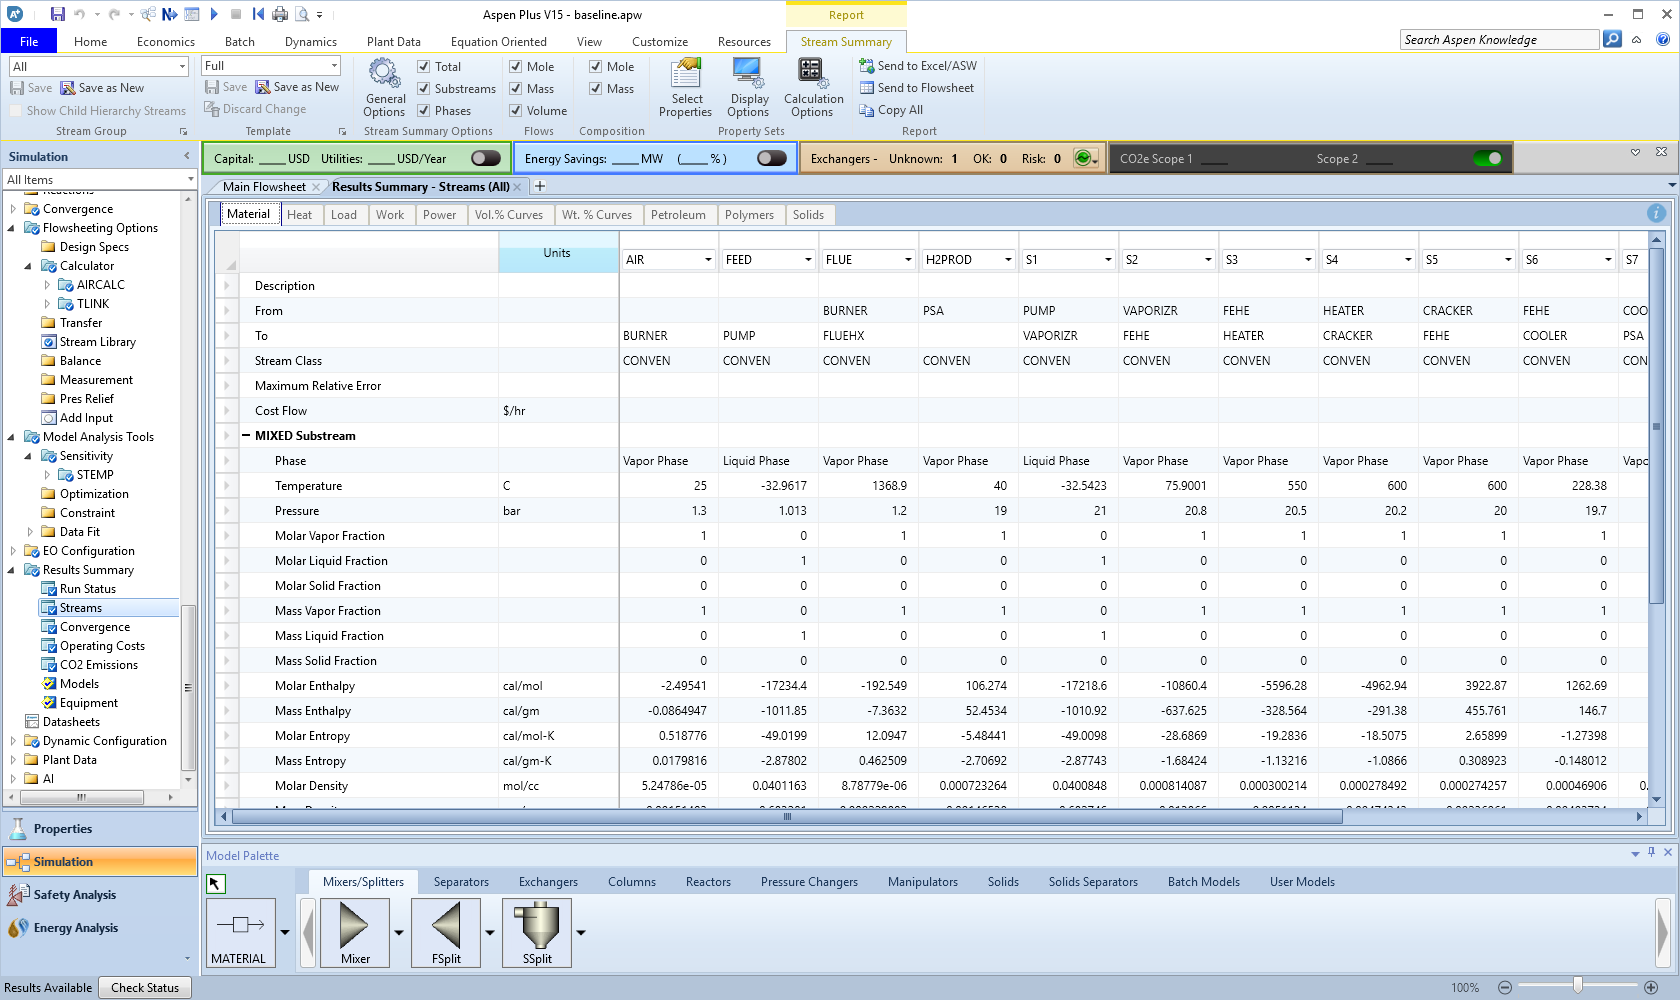 Aspen Plus V15 - baseline.apw
Report
File Home Economics Batch Dynamics Plant Data Equation Oriented View Customize Resources Stream Summary
Search Aspen Knowledge
All
Save Save as New
Show Child Hierarchy Streams
Stream Group
Full
Save Save as New
Discard Change
Template
General Options
Total
Substreams
Phases
Stream Summary Options
Mole
Mass
Volume
Flows
Mole
Mass
Composition
Select Properties
Display Options
Calculation Options
Property Sets
Send to Excel/ASW
Send to Flowsheet
Copy All
Report
Simulation
All Items
Capital: ____ USD Utilities: ____ USD/Year
Energy Savings: ____ MW (____ %)
Exchangers - Unknown: 1 OK: 0 Risk: 0
CO2e Scope 1 ____ Scope 2 ____
Main Flowsheet
Results Summary - Streams (All)
Reactions
Convergence
Flowsheeting Options
Design Specs
Calculator
AIRCALC
TLINK
Transfer
Stream Library
Balance
Measurement
Pres Relief
Add Input
Model Analysis Tools
Sensitivity
STEMP
Optimization
Constraint
Data Fit
EO Configuration
Results Summary
Run Status
Streams
Convergence
Operating Costs
CO2 Emissions
Models
Equipment
Datasheets
Dynamic Configuration
Plant Data
AI
Properties
Simulation
Safety Analysis
Energy Analysis
Material Heat Load Work Power Vol.% Curves Wt. % Curves Petroleum Polymers Solids
Units AIR FEED FLUE H2PROD S1 S2 S3 S4 S5 S6 S7
Description
From BURNER PSA PUMP VAPORIZR FEHE HEATER CRACKER FEHE COO
To BURNER PUMP FLUEHX VAPORIZR FEHE HEATER CRACKER FEHE COOLER PSA
Stream Class CONVEN CONVEN CONVEN CONVEN CONVEN CONVEN CONVEN CONVEN CONVEN CONVEN CON
Maximum Relative Error
Cost Flow $/hr
MIXED Substream
Phase Vapor Phase Liquid Phase Vapor Phase Vapor Phase Liquid Phase Vapor Phase Vapor Phase Vapor Phase Vapor Phase Vapor Phase Vapo
Temperature C 25 -32.9617 1368.9 40 -32.5423 75.9001 550 600 600 228.38
Pressure bar 1.3 1.013 1.2 19 21 20.8 20.5 20.2 20 19.7
Molar Vapor Fraction 1 0 1 1 0 1 1 1 1 1
Molar Liquid Fraction 0 1 0 0 1 0 0 0 0 0
Molar Solid Fraction 0 0 0 0 0 0 0 0 0 0
Mass Vapor Fraction 1 0 1 1 0 1 1 1 1 1
Mass Liquid Fraction 0 1 0 0 1 0 0 0 0 0
Mass Solid Fraction 0 0 0 0 0 0 0 0 0 0
Molar Enthalpy cal/mol -2.49541 -17234.4 -192.549 106.274 -17218.6 -10860.4 -5596.28 -4962.94 3922.87 1262.69
Mass Enthalpy cal/gm -0.0864947 -1011.85 -7.3632 52.4534 -1010.92 -637.625 -328.564 -291.38 455.761 146.7
Molar Entropy cal/mol-K 0.518776 -49.0199 12.0947 -5.48441 -49.0098 -28.6869 -19.2836 -18.5075 2.65899 -1.27398
Mass Entropy cal/gm-K 0.0179816 -2.87802 0.462509 -2.70692 -2.87743 -1.68424 -1.13216 -1.0866 0.308923 -0.148012
Molar Density mol/cc 5.24786e-05 0.0401163 8.78779e-06 0.000723264 0.0400848 0.000814087 0.000300214 0.000278492 0.000274257 0.00046906 0.
Model Palette
Mixers/Splitters Separators Exchangers Columns Reactors Pressure Changers Manipulators Solids Solids Separators Batch Models User Models
MATERIAL Mixer FSplit SSplit
Results Available Check Status 100%